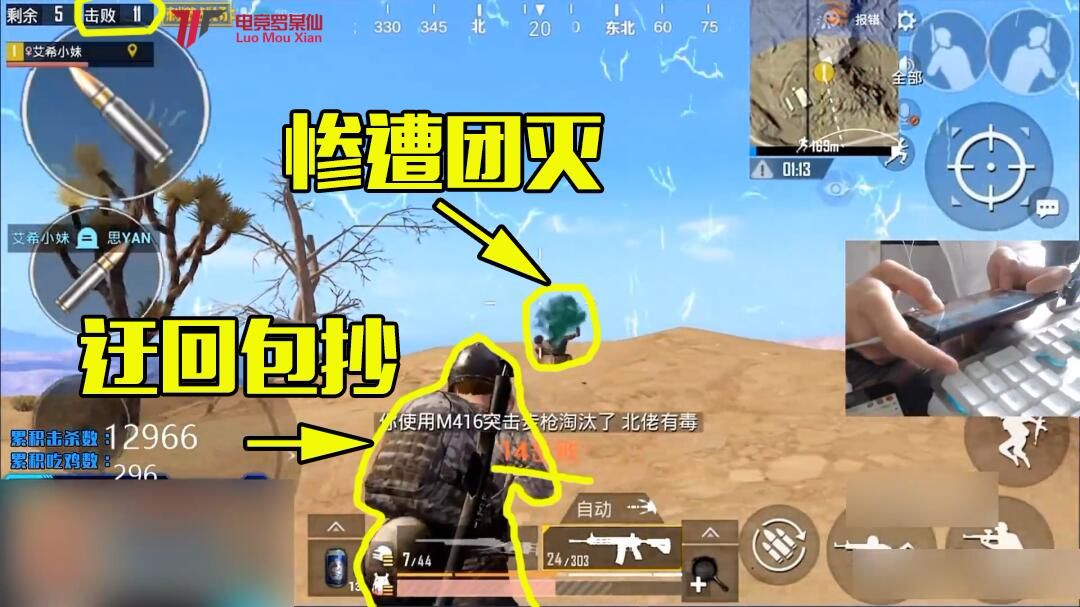 剩余 5 击败 11
电竞罗某仙
Luo Mou Xian
330 345 北 20 东北 60 75
报错
1 ♀艾希小妹
全部
1
169m
01:13
惨遭团灭
艾希小妹 思YAN
迂回包抄
你使用M416突击步枪淘汰了 北佬有毒
累积击杀数：12966
累积吃鸡数：296
自动
7/44
24/303